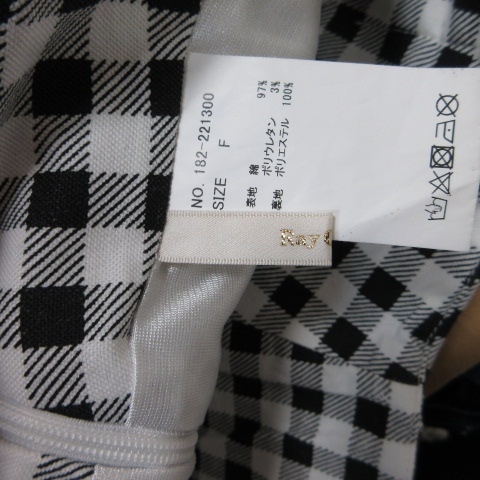 NO. 182-221300
SIZE F
表地 綿 97%
ポリウレタン 3%
裏地 ポリエステル 100%
Ray